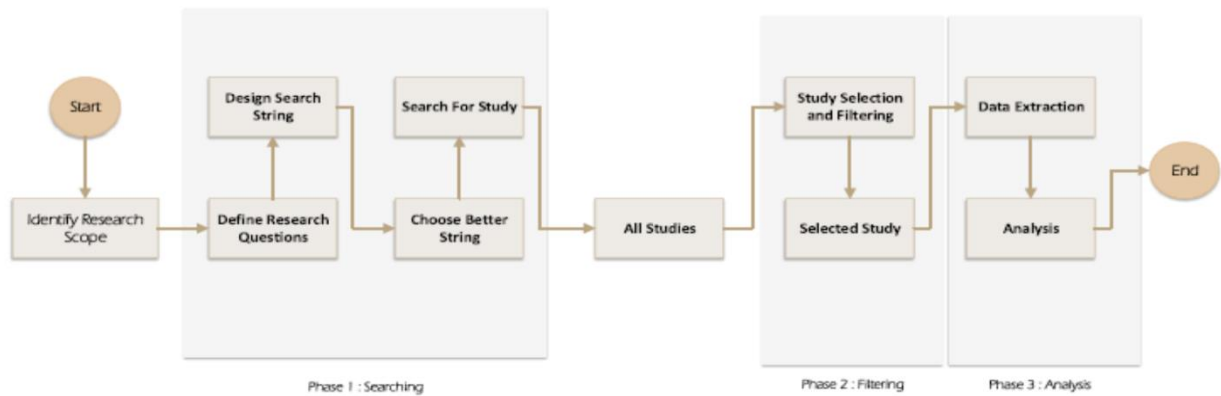 Start
Identify Research
Scope
Define Research
Questions
Design Search
String
Choose Better
String
Search For Study
All Studies
Study Selection
and Filtering
Selected Study
Data Extraction
Analysis
End
Phase 1 : Searching
Phase 2 : Filtering
Phase 3 : Analysis